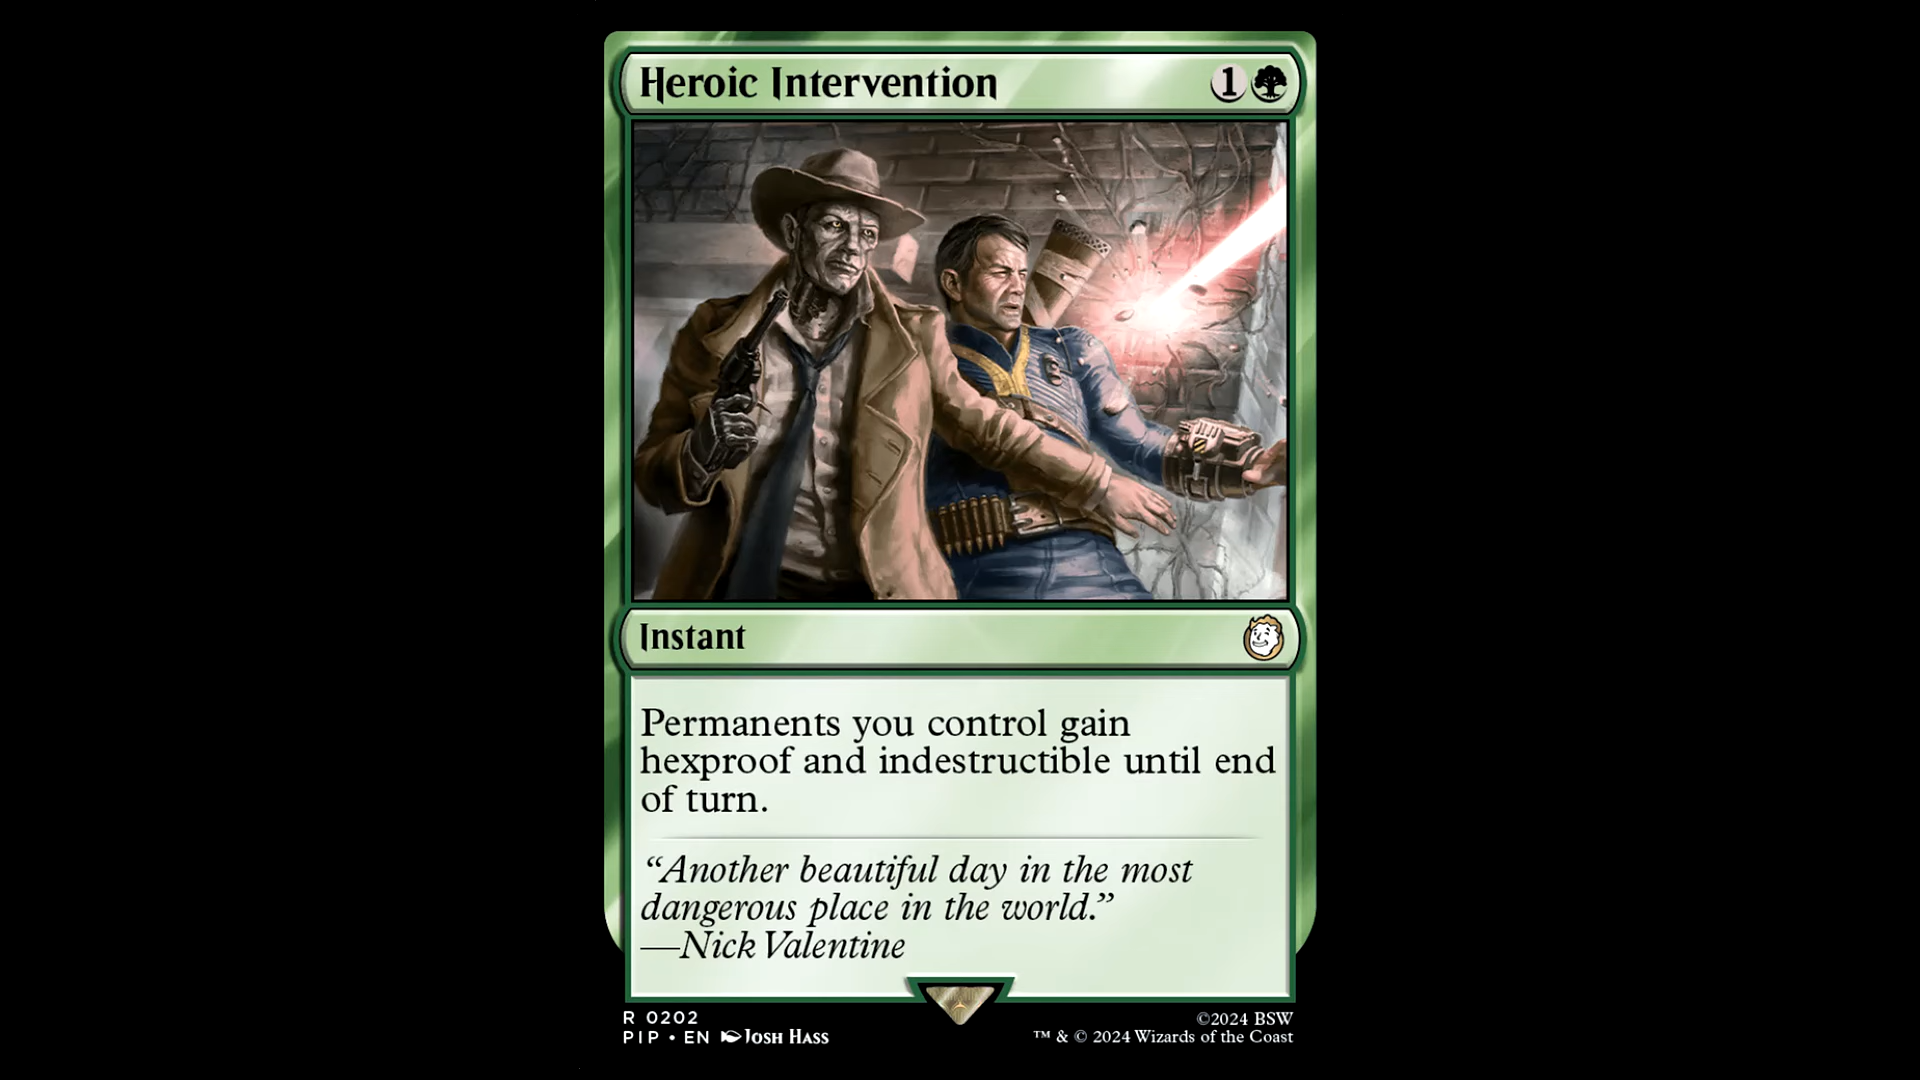 Heroic Intervention 1
Instant
Permanents you control gain
hexproof and indestructible until end
of turn.
“Another beautiful day in the most
dangerous place in the world.”
—Nick Valentine
R 0202
PIP • EN Josh Hass
©2024 BSW
™ & © 2024 Wizards of the Coast